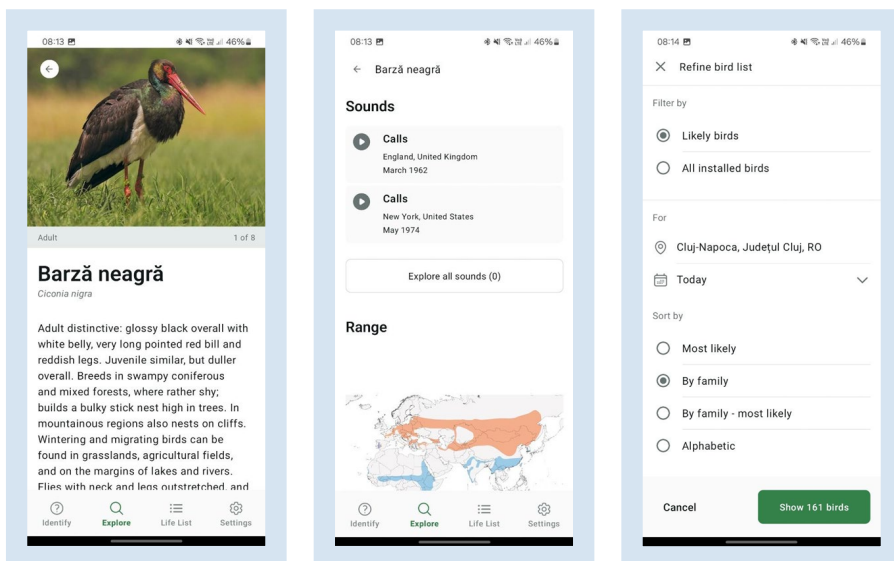 08:13
46%
Adult
1 of 8
Barză neagră
Ciconia nigra
Adult distinctive: glossy black overall with
white belly, very long pointed red bill and
reddish legs. Juvenile similar, but duller
overall. Breeds in swampy coniferous
and mixed forests, where rather shy;
builds a bulky stick nest high in trees. In
mountainous regions also nests on cliffs.
Wintering and migrating birds can be
found in grasslands, agricultural fields,
and on the margins of lakes and rivers.
Flies with neck and legs outstretched, and
Identify
Explore
Life List
Settings
08:13
46%
Barză neagră
Sounds
Calls
England, United Kingdom
March 1962
Calls
New York, United States
May 1974
Explore all sounds (0)
Range
Identify
Explore
Life List
Settings
08:14
46%
Refine bird list
Filter by
Likely birds
All installed birds
For
Cluj-Napoca, Județul Cluj, RO
Today
Sort by
Most likely
By family
By family - most likely
Alphabetic
Cancel
Show 161 birds